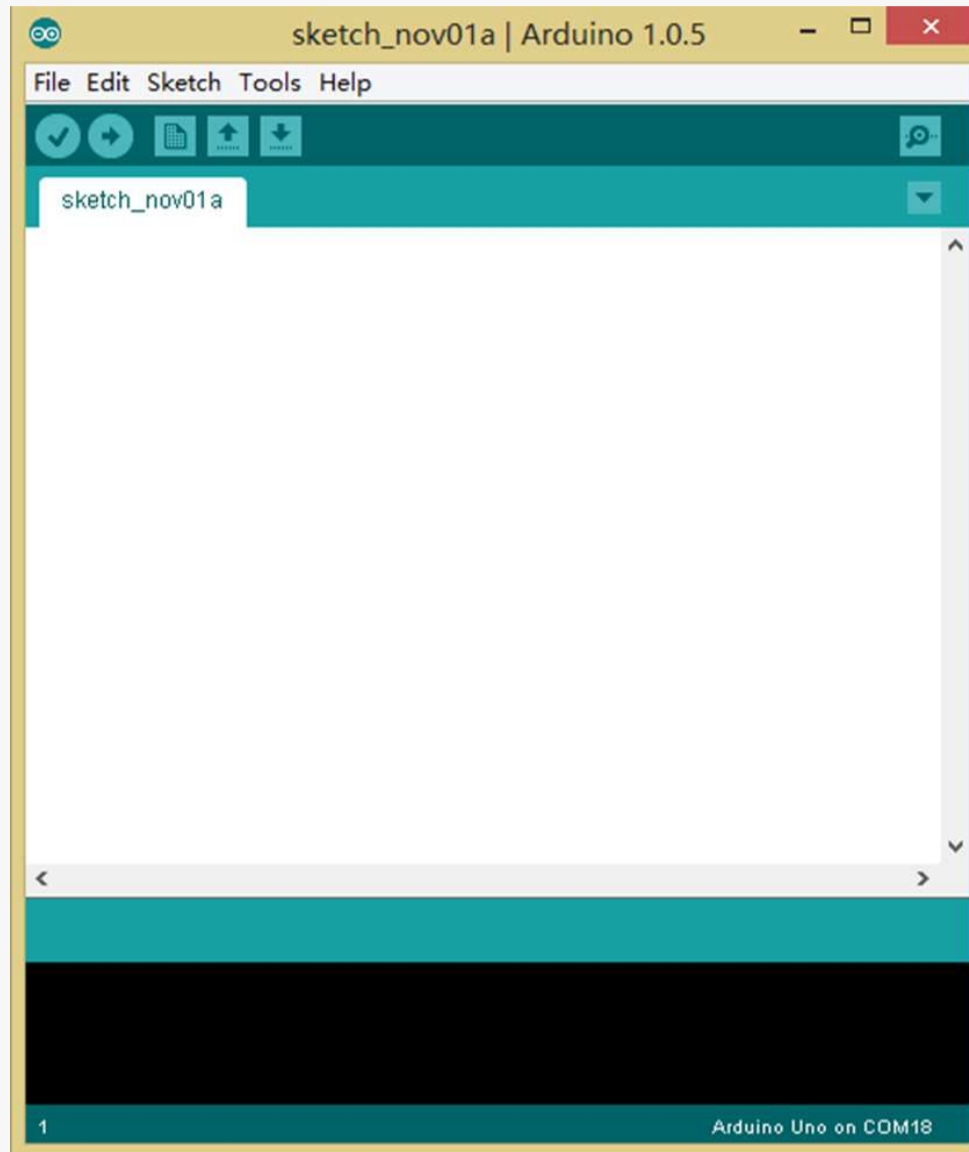 sketch_nov01a | Arduino 1.0.5
File Edit Sketch Tools Help
sketch_nov01a
1
Arduino Uno on COM18